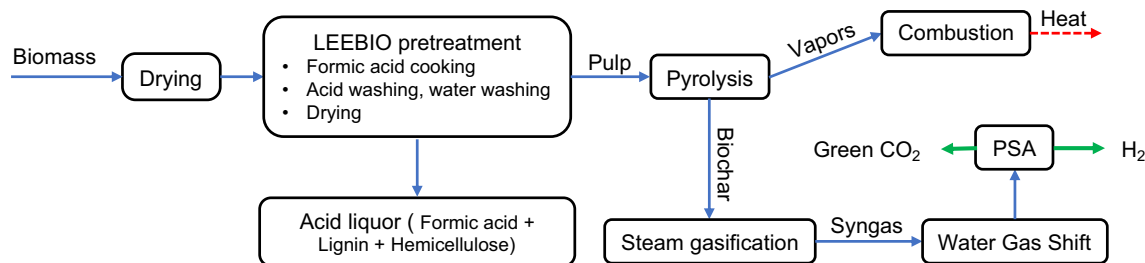 Biomass
Drying
LEEBIO pretreatment
• Formic acid cooking
• Acid washing, water washing
• Drying
Pulp
Pyrolysis
Vapors
Combustion
Heat
Biochar
Acid liquor ( Formic acid +
Lignin + Hemicellulose)
Steam gasification
Syngas
Water Gas Shift
Green CO₂
PSA
H₂